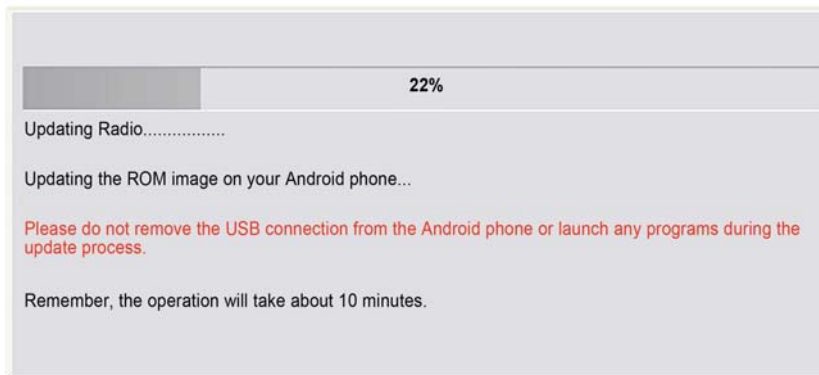 22%
Updating Radio.................
Updating the ROM image on your Android phone...
Please do not remove the USB connection from the Android phone or launch any programs during the
update process.
Remember, the operation will take about 10 minutes.